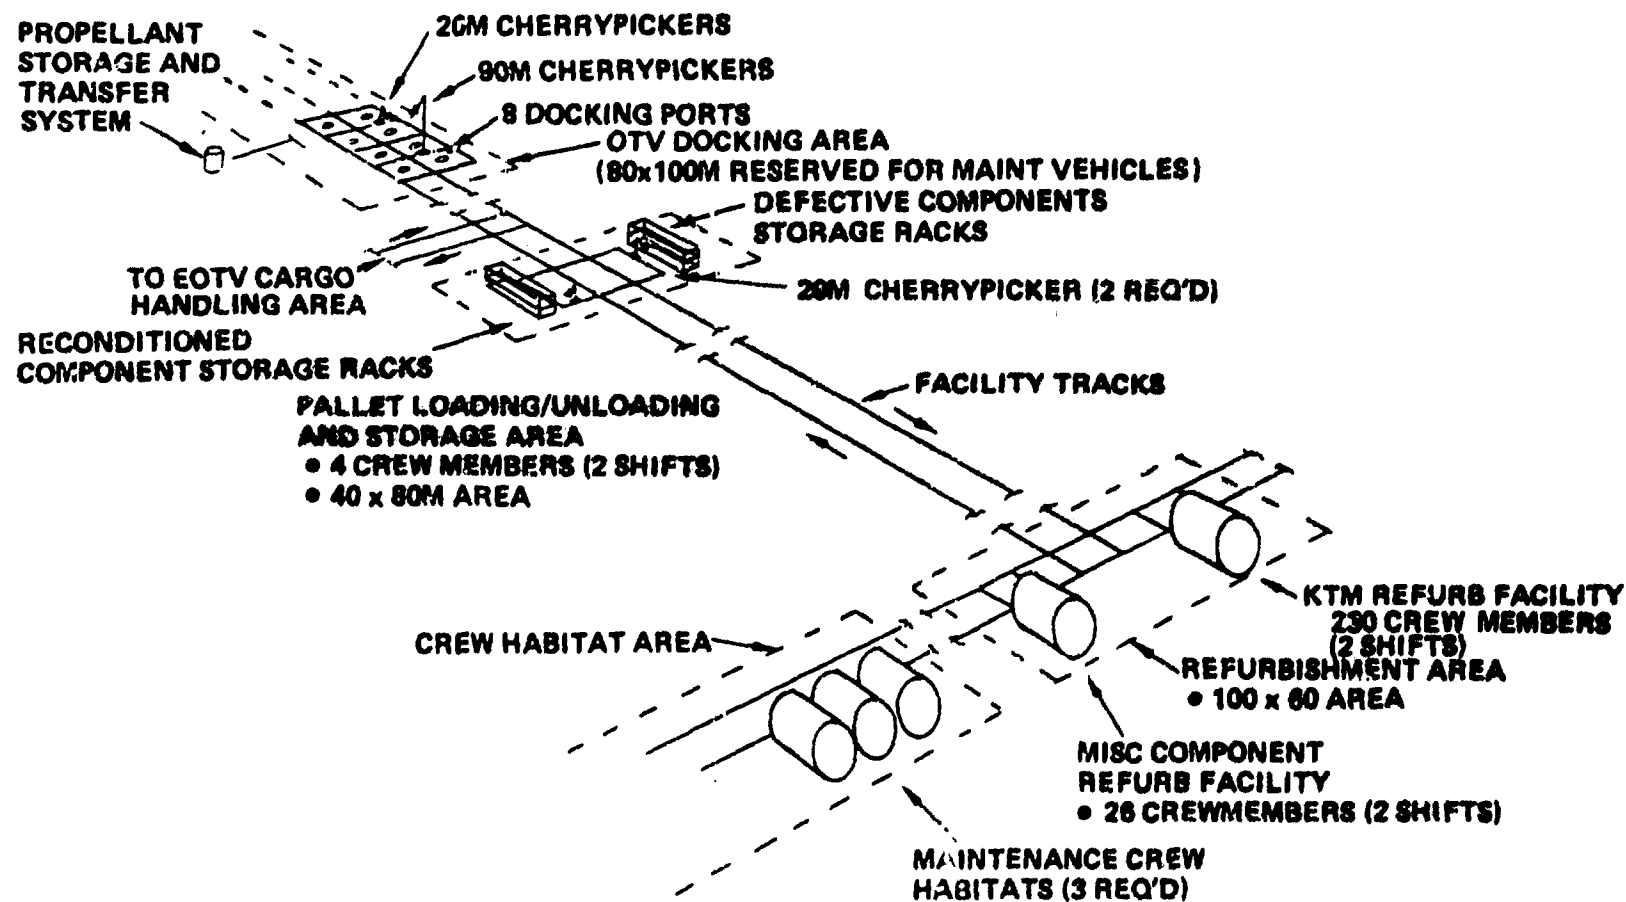 PROPELLANT
STORAGE AND
TRANSFER
SYSTEM
20M CHERRYPICKERS
90M CHERRYPICKERS
8 DOCKING PORTS
OTV DOCKING AREA
(80x100M RESERVED FOR MAINT VEHICLES)
DEFECTIVE COMPONENTS
STORAGE RACKS
TO EOTV CARGO
HANDLING AREA
20M CHERRYPICKER (2 REQ'D)
RECONDITIONED
COMPONENT STORAGE RACKS
FACILITY TRACKS
PALLET LOADING/UNLOADING
AND STORAGE AREA
• 4 CREW MEMBERS (2 SHIFTS)
• 40 x 80M AREA
KTM REFURB FACILITY
230 CREW MEMBERS
(2 SHIFTS)
CREW HABITAT AREA
REFURBISHMENT AREA
• 100 x 60 AREA
MISC COMPONENT
REFURB FACILITY
• 26 CREWMEMBERS (2 SHIFTS)
MAINTENANCE CREW
HABITATS (3 REQ'D)